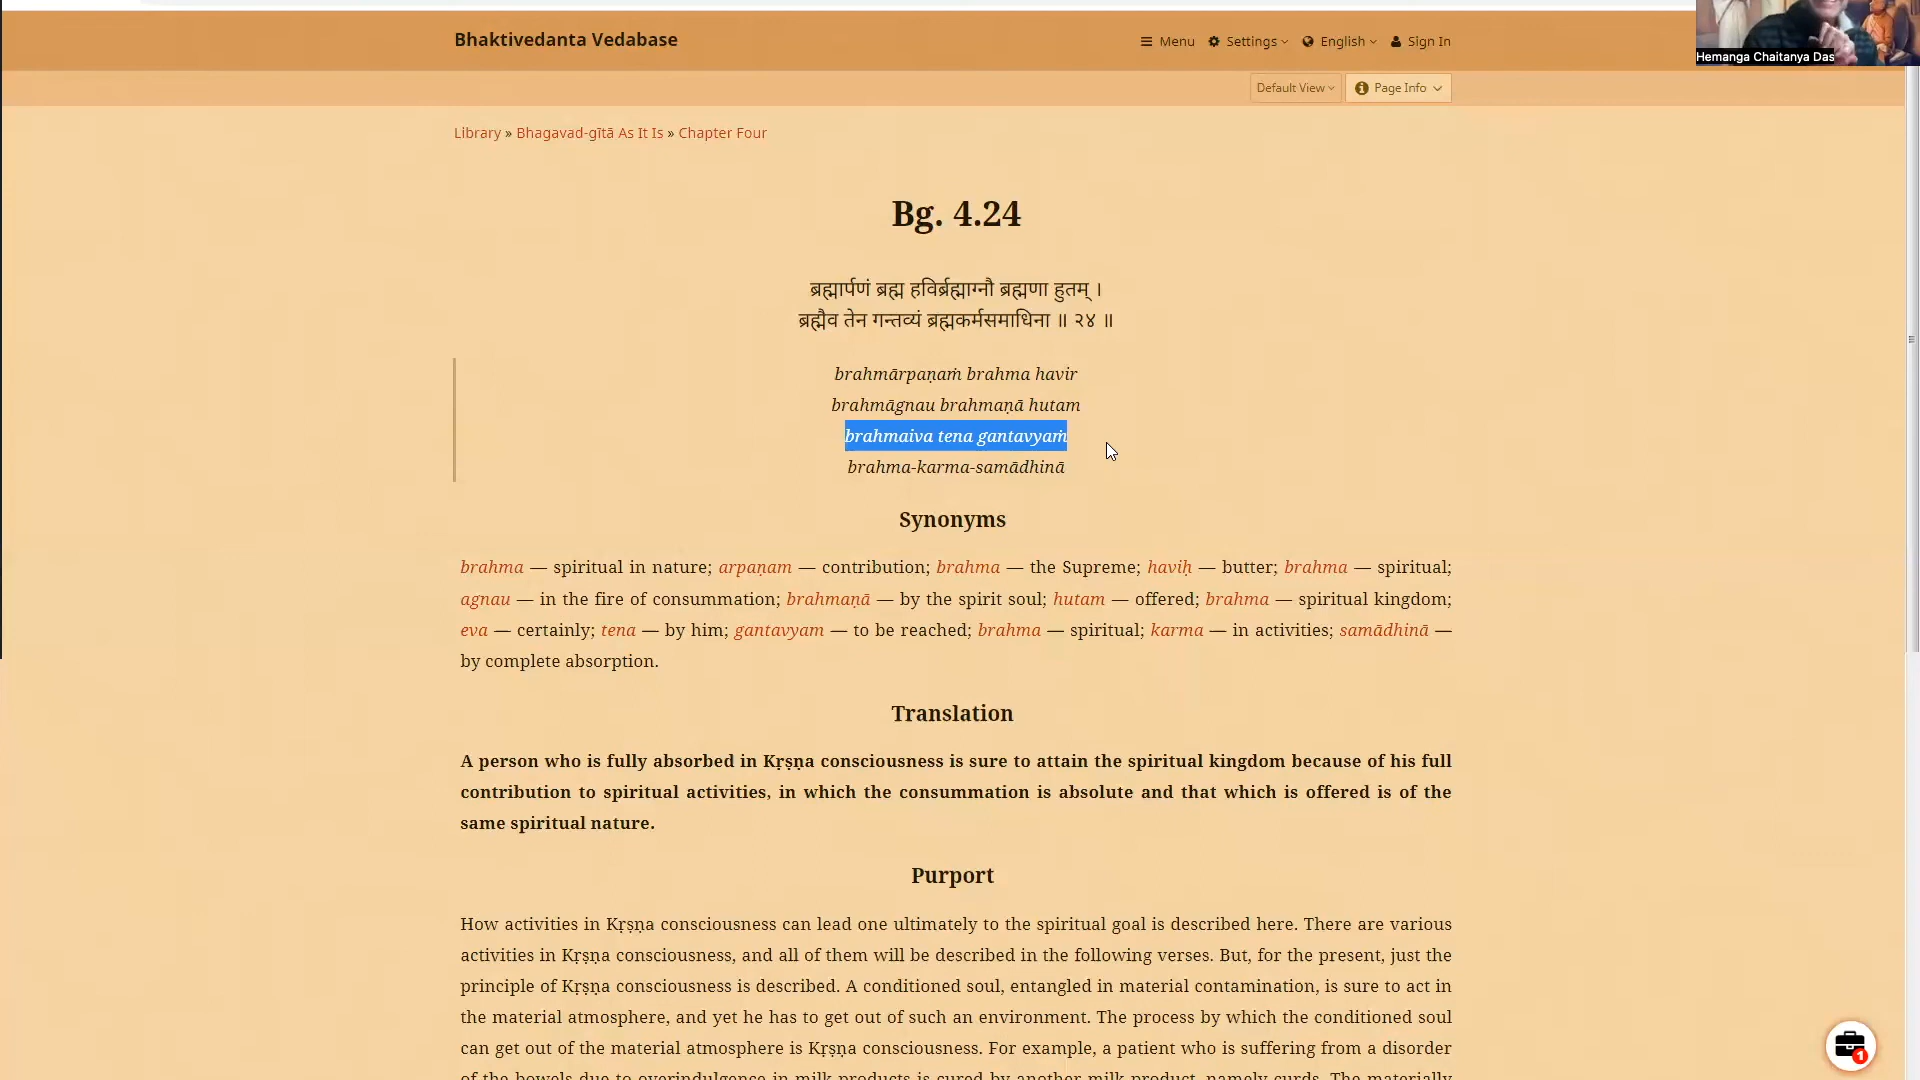 Bhaktivedanta Vedabase
Menu Settings English Sign In
Hemanga Chaitanya Das
Default View Page Info
Library » Bhagavad-gītā As It Is » Chapter Four
Bg. 4.24
ब्रह्मार्पणं ब्रह्म हविर्ब्रह्माग्‍नौ ब्रह्मणा हुतम् ।
ब्रह्मैव तेन गन्तव्यं ब्रह्मकर्मसमाधिना ॥ २४ ॥
brahmārpaṇaṁ brahma havir
brahmāgnau brahmaṇā hutam
brahmaiva tena gantavyaṁ
brahma-karma-samādhinā
Synonyms
brahma — spiritual in nature; arpaṇam — contribution; brahma — the Supreme; haviḥ — butter; brahma — spiritual;
agnau — in the fire of consummation; brahmaṇā — by the spirit soul; hutam — offered; brahma — spiritual kingdom;
eva — certainly; tena — by him; gantavyam — to be reached; brahma — spiritual; karma — in activities; samādhinā —
by complete absorption.
Translation
A person who is fully absorbed in Kṛṣṇa consciousness is sure to attain the spiritual kingdom because of his full
contribution to spiritual activities, in which the consummation is absolute and that which is offered is of the
same spiritual nature.
Purport
How activities in Kṛṣṇa consciousness can lead one ultimately to the spiritual goal is described here. There are various
activities in Kṛṣṇa consciousness, and all of them will be described in the following verses. But, for the present, just the
principle of Kṛṣṇa consciousness is described. A conditioned soul, entangled in material contamination, is sure to act in
the material atmosphere, and yet he has to get out of such an environment. The process by which the conditioned soul
can get out of the material atmosphere is Kṛṣṇa consciousness. For example, a patient who is suffering from a disorder
of the bowels due to overindulgence in milk products is cured by another milk product, namely curds. The materially
1